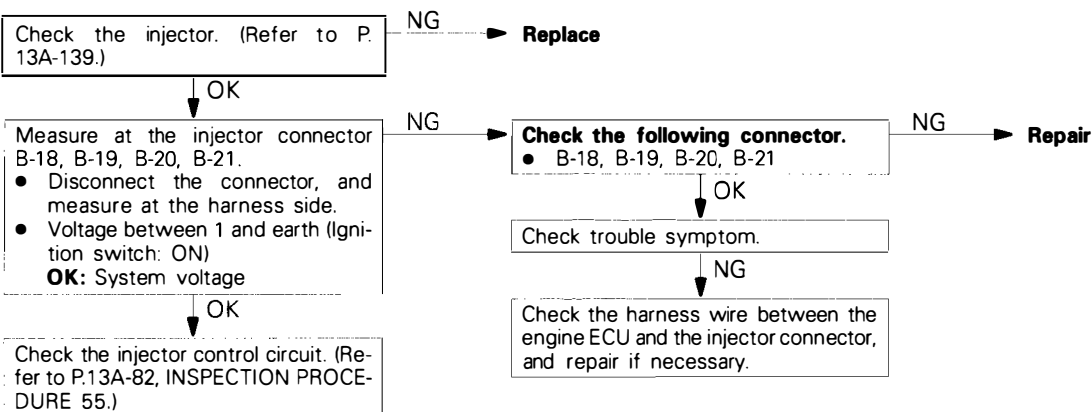 Check the injector. (Refer to P.
13A-139.)
NG
Replace
OK
Measure at the injector connector
B-18, B-19, B-20, B-21.
● Disconnect the connector, and
measure at the harness side.
● Voltage between 1 and earth (Igni-
tion switch: ON)
OK: System voltage
NG
Check the following connector.
● B-18, B-19, B-20, B-21
NG
Repair
OK
Check trouble symptom.
NG
Check the harness wire between the
engine ECU and the injector connector,
and repair if necessary.
OK
Check the injector control circuit. (Re-
fer to P.13A-82, INSPECTION PROCE-
DURE 55.)